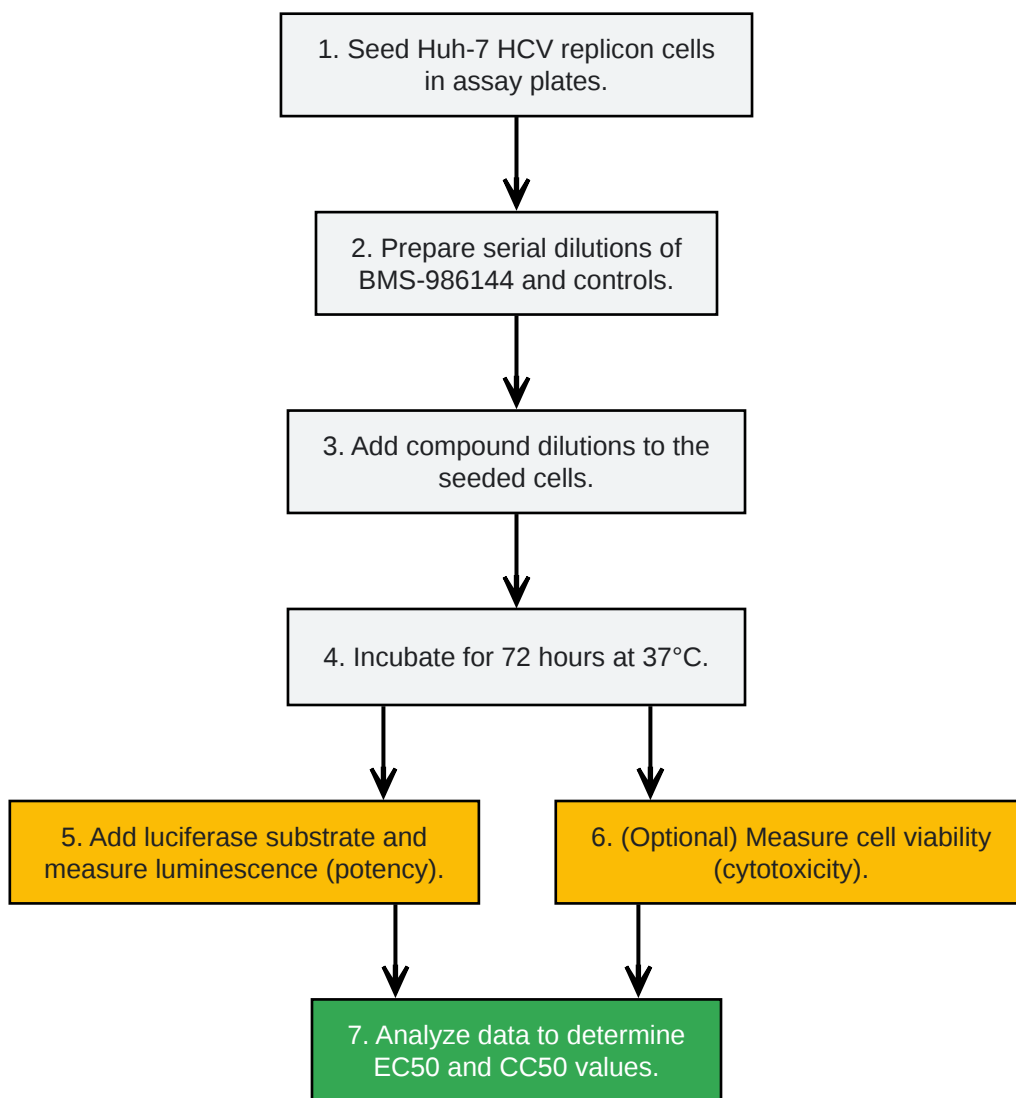 1. Seed Huh-7 HCV replicon cells
in assay plates.
2. Prepare serial dilutions of
BMS-986144 and controls.
3. Add compound dilutions to the
seeded cells.
4. Incubate for 72 hours at 37°C.
5. Add luciferase substrate and
measure luminescence (potency).
6. (Optional) Measure cell viability
(cytotoxicity).
7. Analyze data to determine
EC50 and CC50 values.